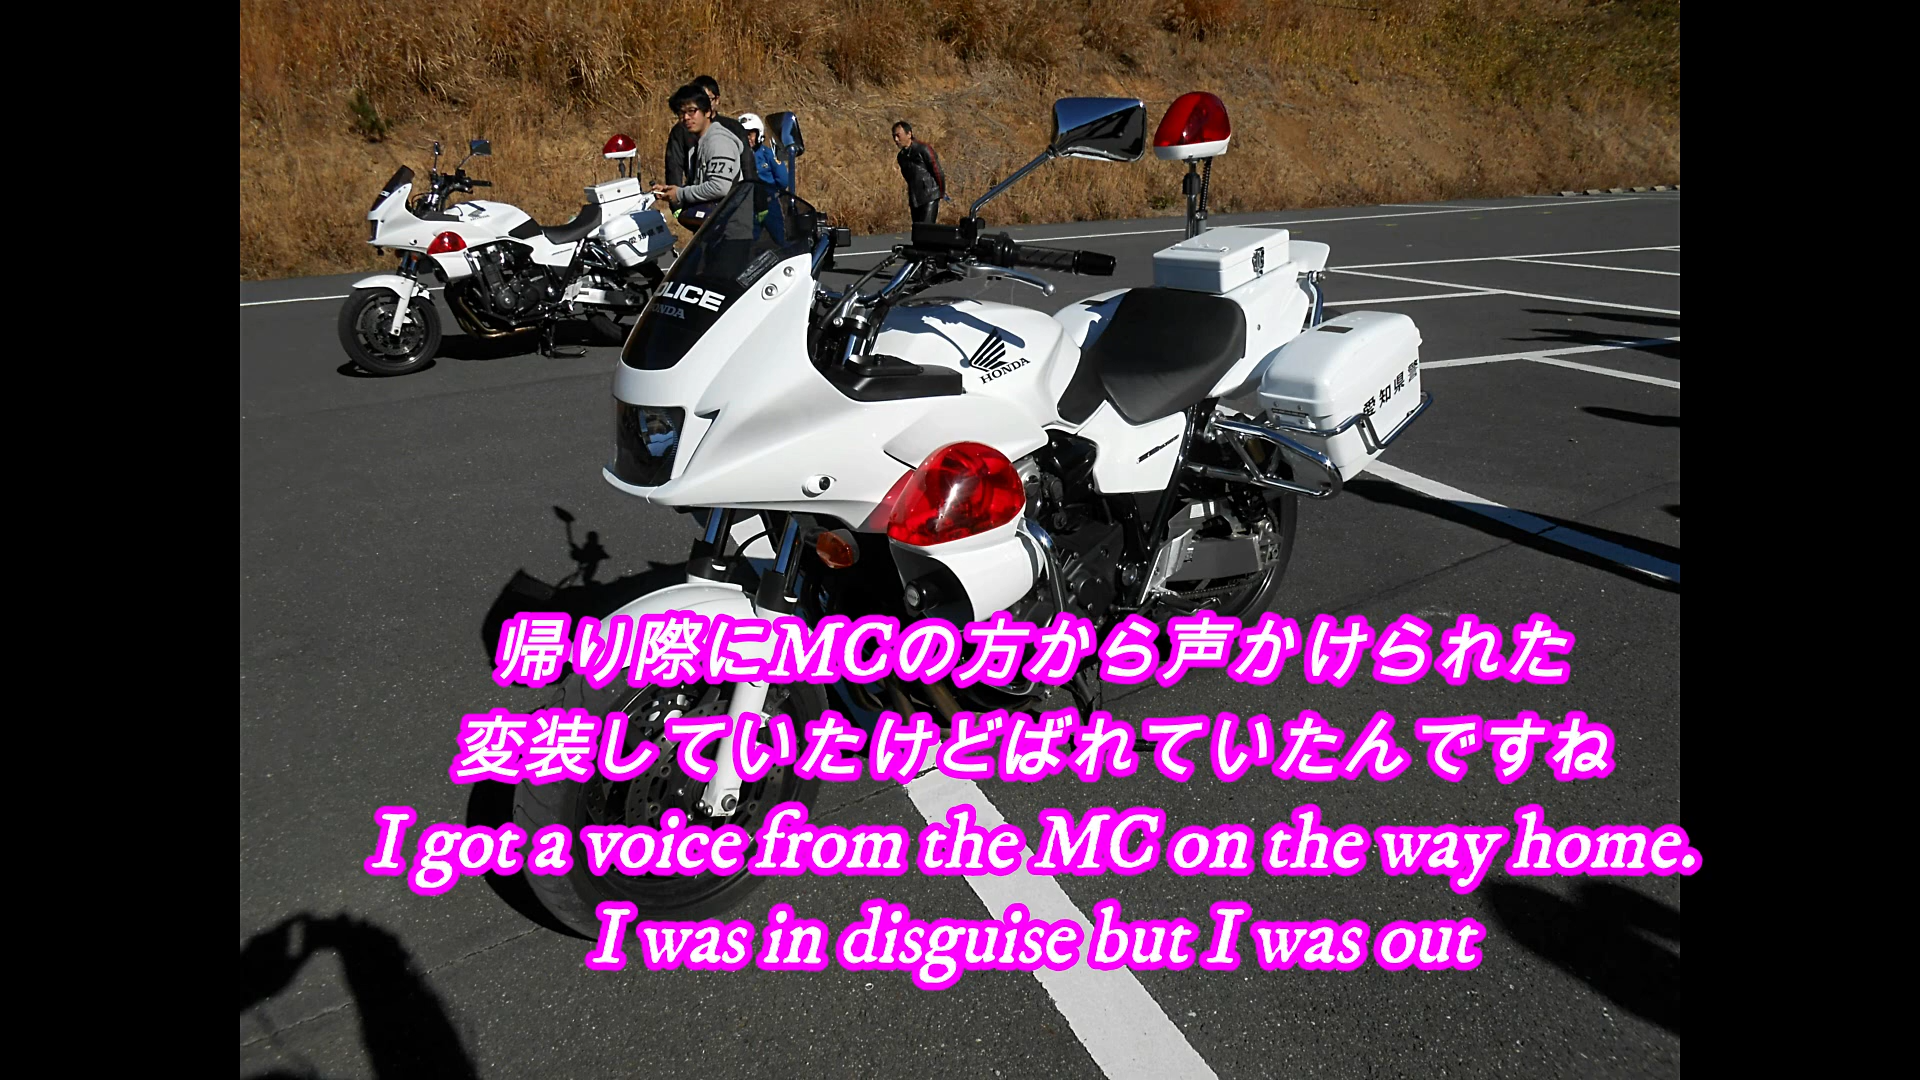 77
POLICE
HONDA
HONDA
愛知県警
帰り際にMCの方から声かけられた
変装していたけどばれていたんですね
I got a voice from the MC on the way home.
I was in disguise but I was out